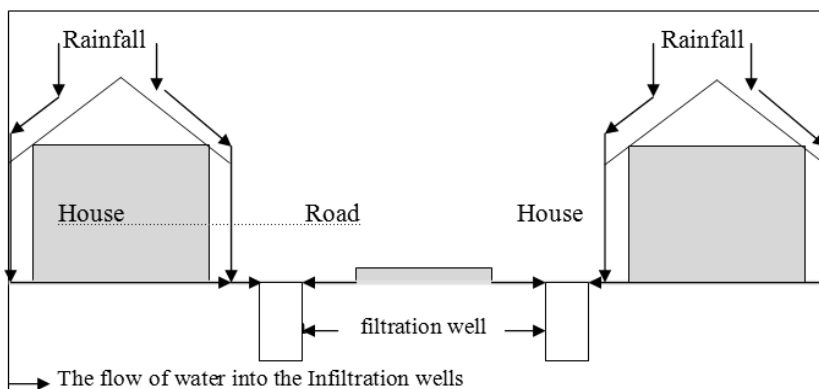 Rainfall Rainfall
House Road House
filtration well
The flow of water into the Infiltration wells